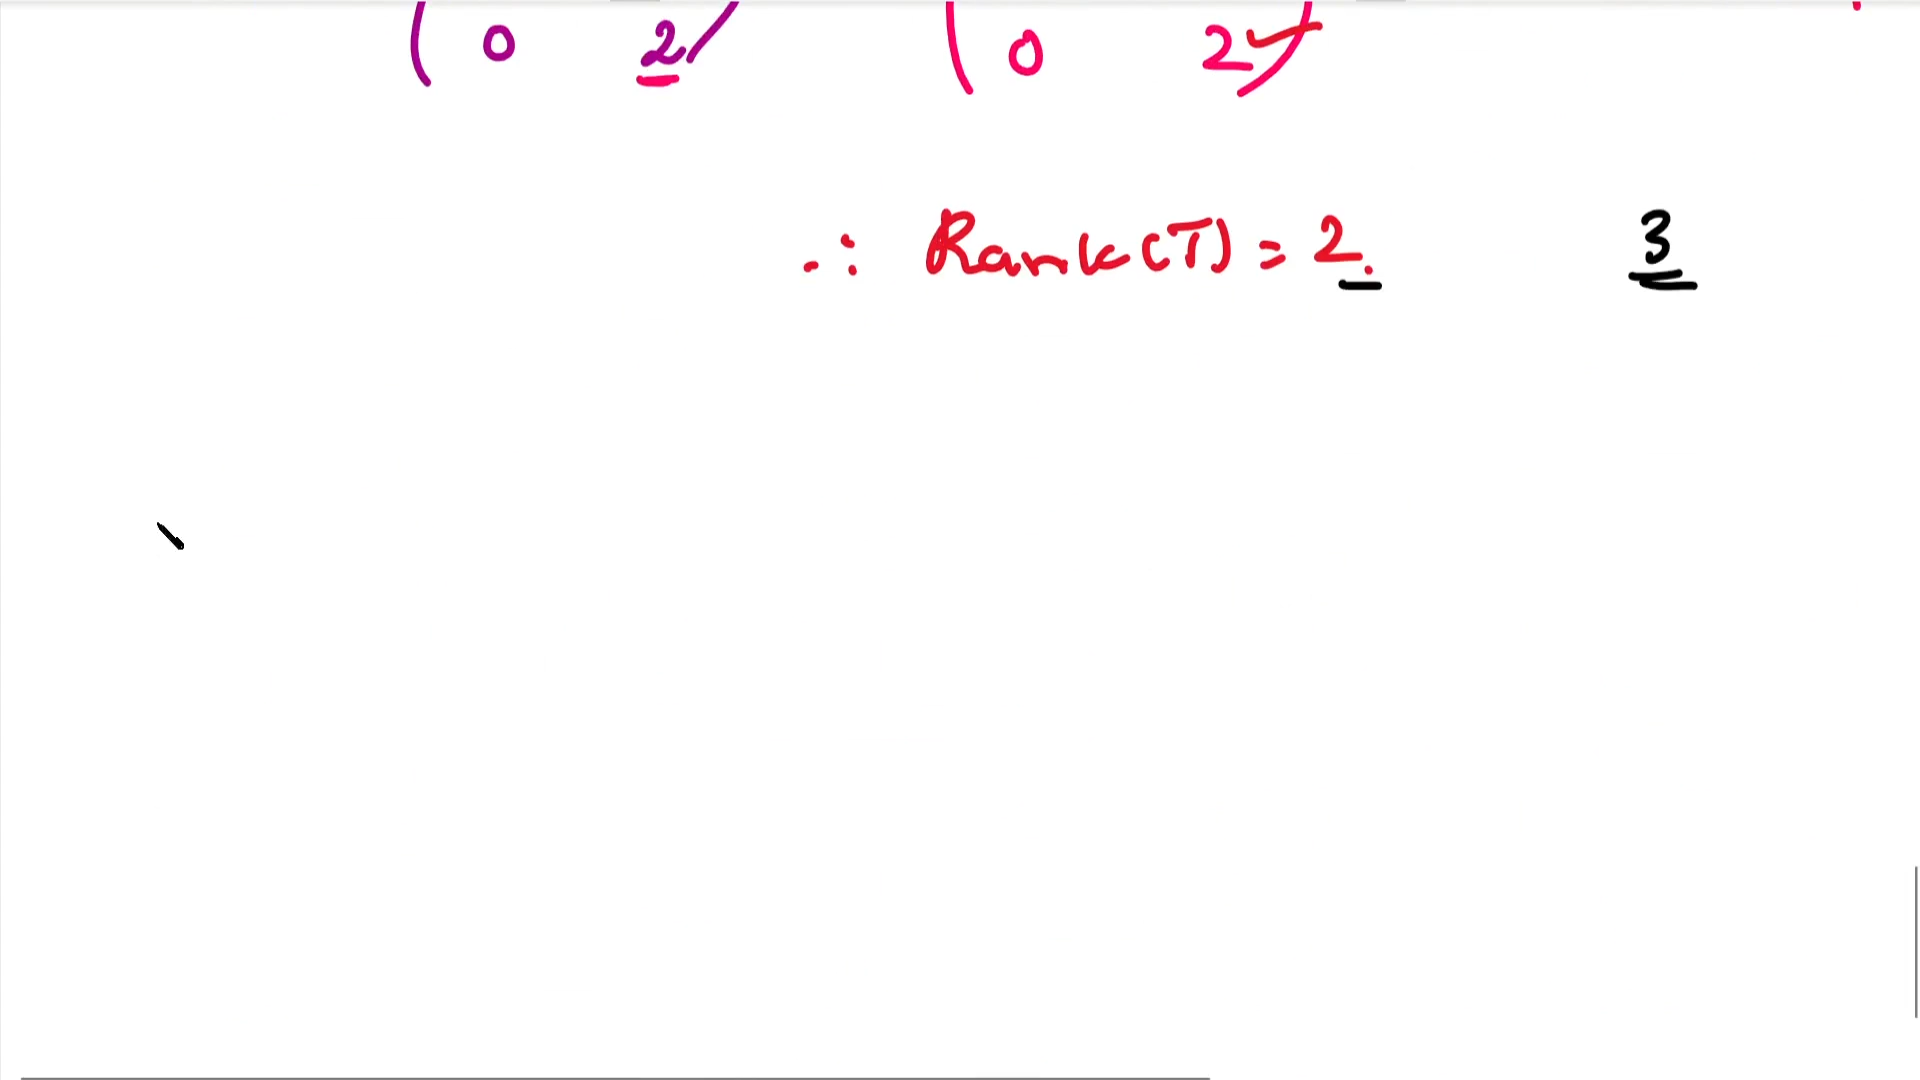 ( 0 2 ) ( 0 2 )
∴ Rank(T) = 2. 3